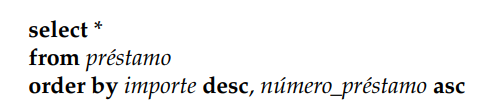 select *
from préstamo
order by importe desc, número_préstamo asc